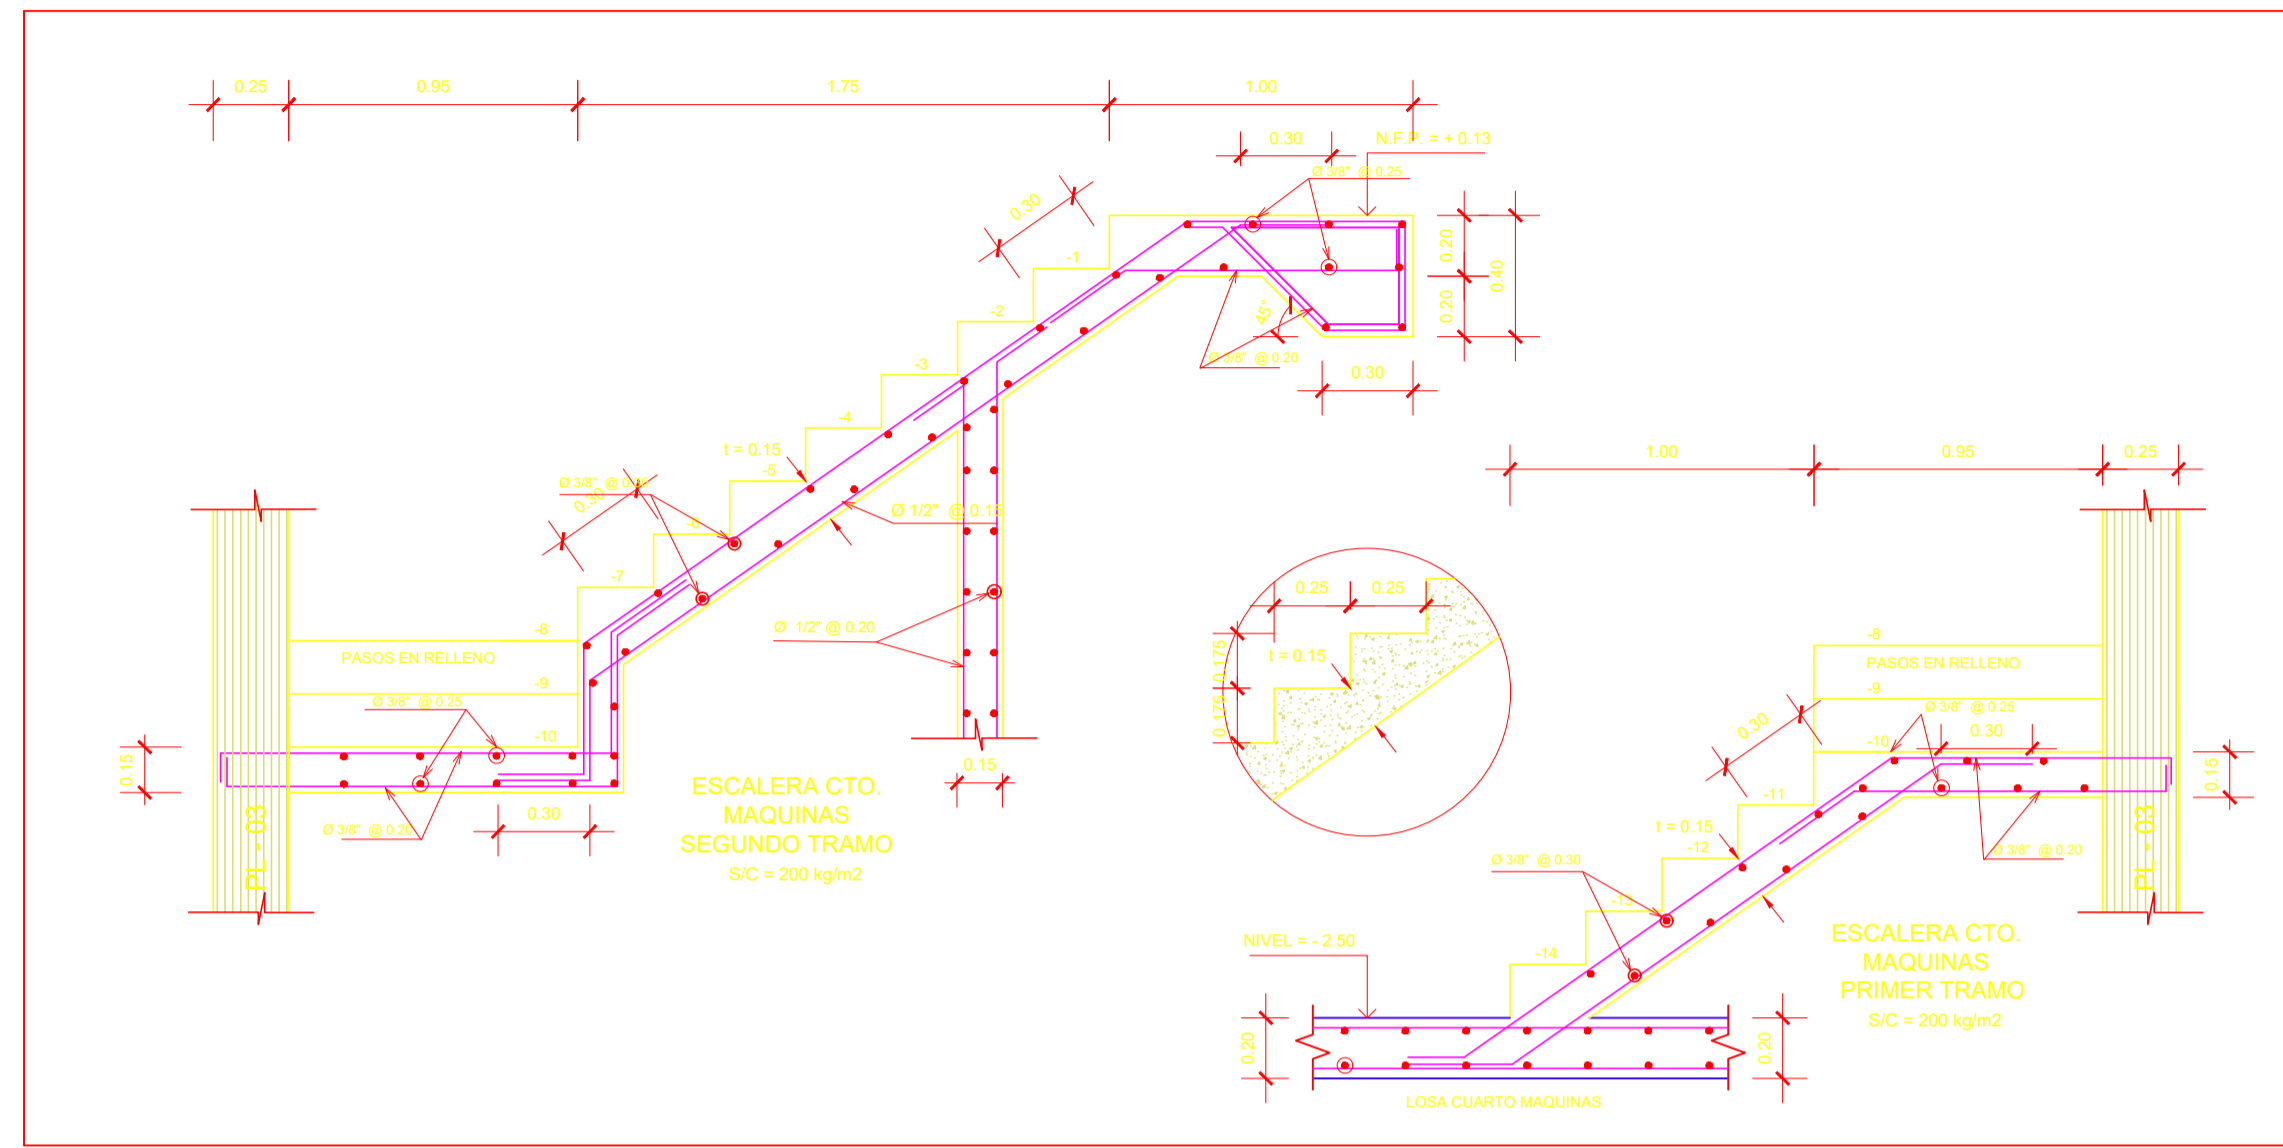 0.25
0.95
1.75
1.00
0.30
N.F.P. = + 0.13
Ø 3/8" @ 0.25
0.30
-1
-2
-3
-4
-5
-6
-7
-8
-9
-10
0.20
0.40
0.20
45°
Ø 3/8" @ 0.20
0.30
t = 0.15
Ø 3/8" @ 0.30
0.30
Ø 1/2" @ 0.15
Ø 1/2" @ 0.20
PASOS EN RELLENO
Ø 3/8" @ 0.25
0.15
Ø 3/8" @ 0.20
0.30
0.15
PL - 03
ESCALERA CTO.
MAQUINAS
SEGUNDO TRAMO
S/C = 200 kg/m2
0.25
0.25
0.175
0.175
t = 0.15
1.00
0.95
0.25
-8
PASOS EN RELLENO
-9
Ø 3/8" @ 0.25
0.30
0.30
-10
0.15
-11
t = 0.15
-12
Ø 3/8" @ 0.20
Ø 3/8" @ 0.30
-13
PL - 03
NIVEL = - 2.50
-14
0.20
0.20
LOSA CUARTO MAQUINAS
ESCALERA CTO.
MAQUINAS
PRIMER TRAMO
S/C = 200 kg/m2